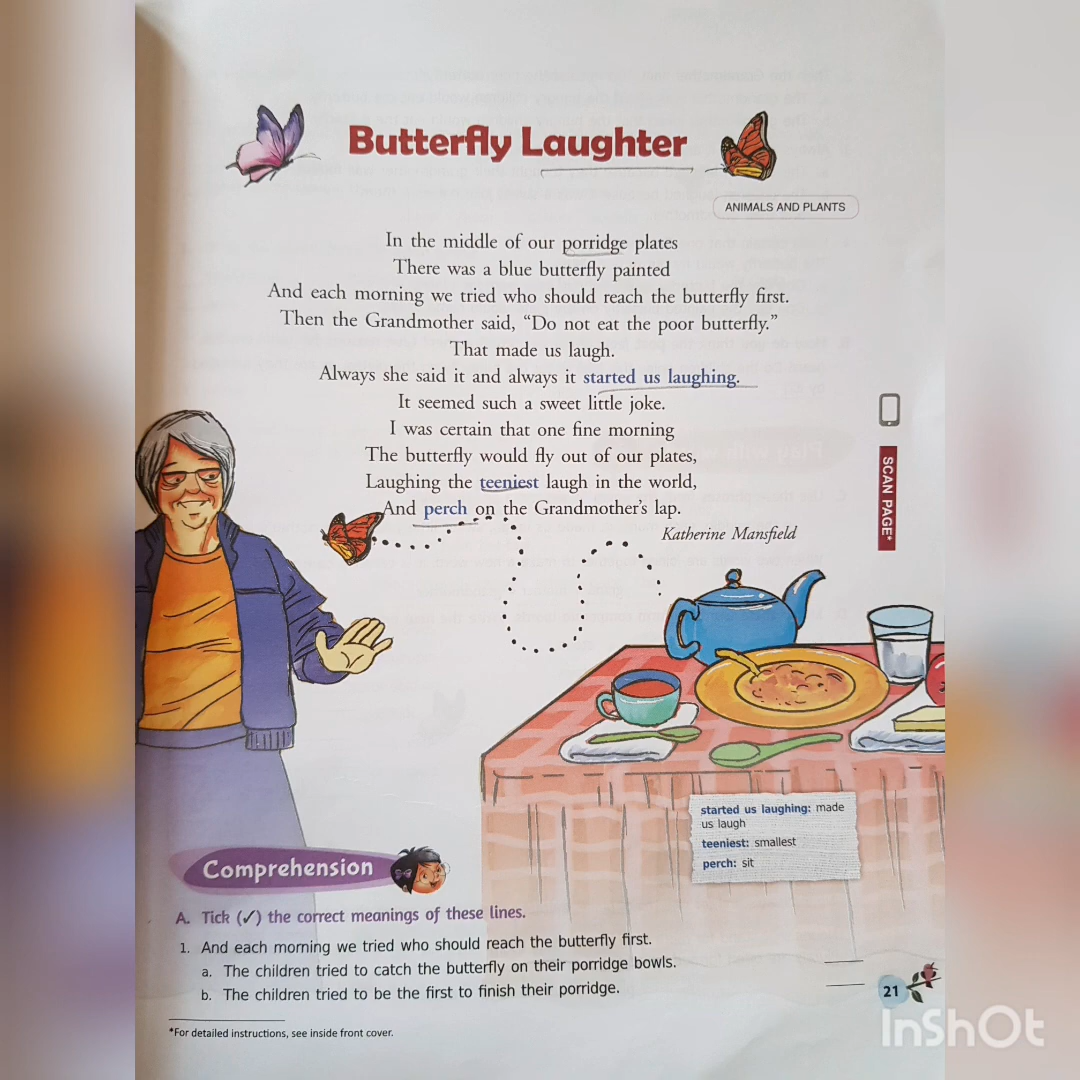 Butterfly Laughter
ANIMALS AND PLANTS
In the middle of our porridge plates
There was a blue butterfly painted
And each morning we tried who should reach the butterfly first.
Then the Grandmother said, “Do not eat the poor butterfly.”
That made us laugh.
Always she said it and always it started us laughing.
It seemed such a sweet little joke.
I was certain that one fine morning
The butterfly would fly out of our plates,
Laughing the teeniest laugh in the world,
And perch on the Grandmother’s lap.
Katherine Mansfield
SCAN PAGE*
started us laughing: made
us laugh
teeniest: smallest
perch: sit
Comprehension
A. Tick (✓) the correct meanings of these lines.
1. And each morning we tried who should reach the butterfly first.
a. The children tried to catch the butterfly on their porridge bowls.
b. The children tried to be the first to finish their porridge.
21
*For detailed instructions, see inside front cover.
InShOt